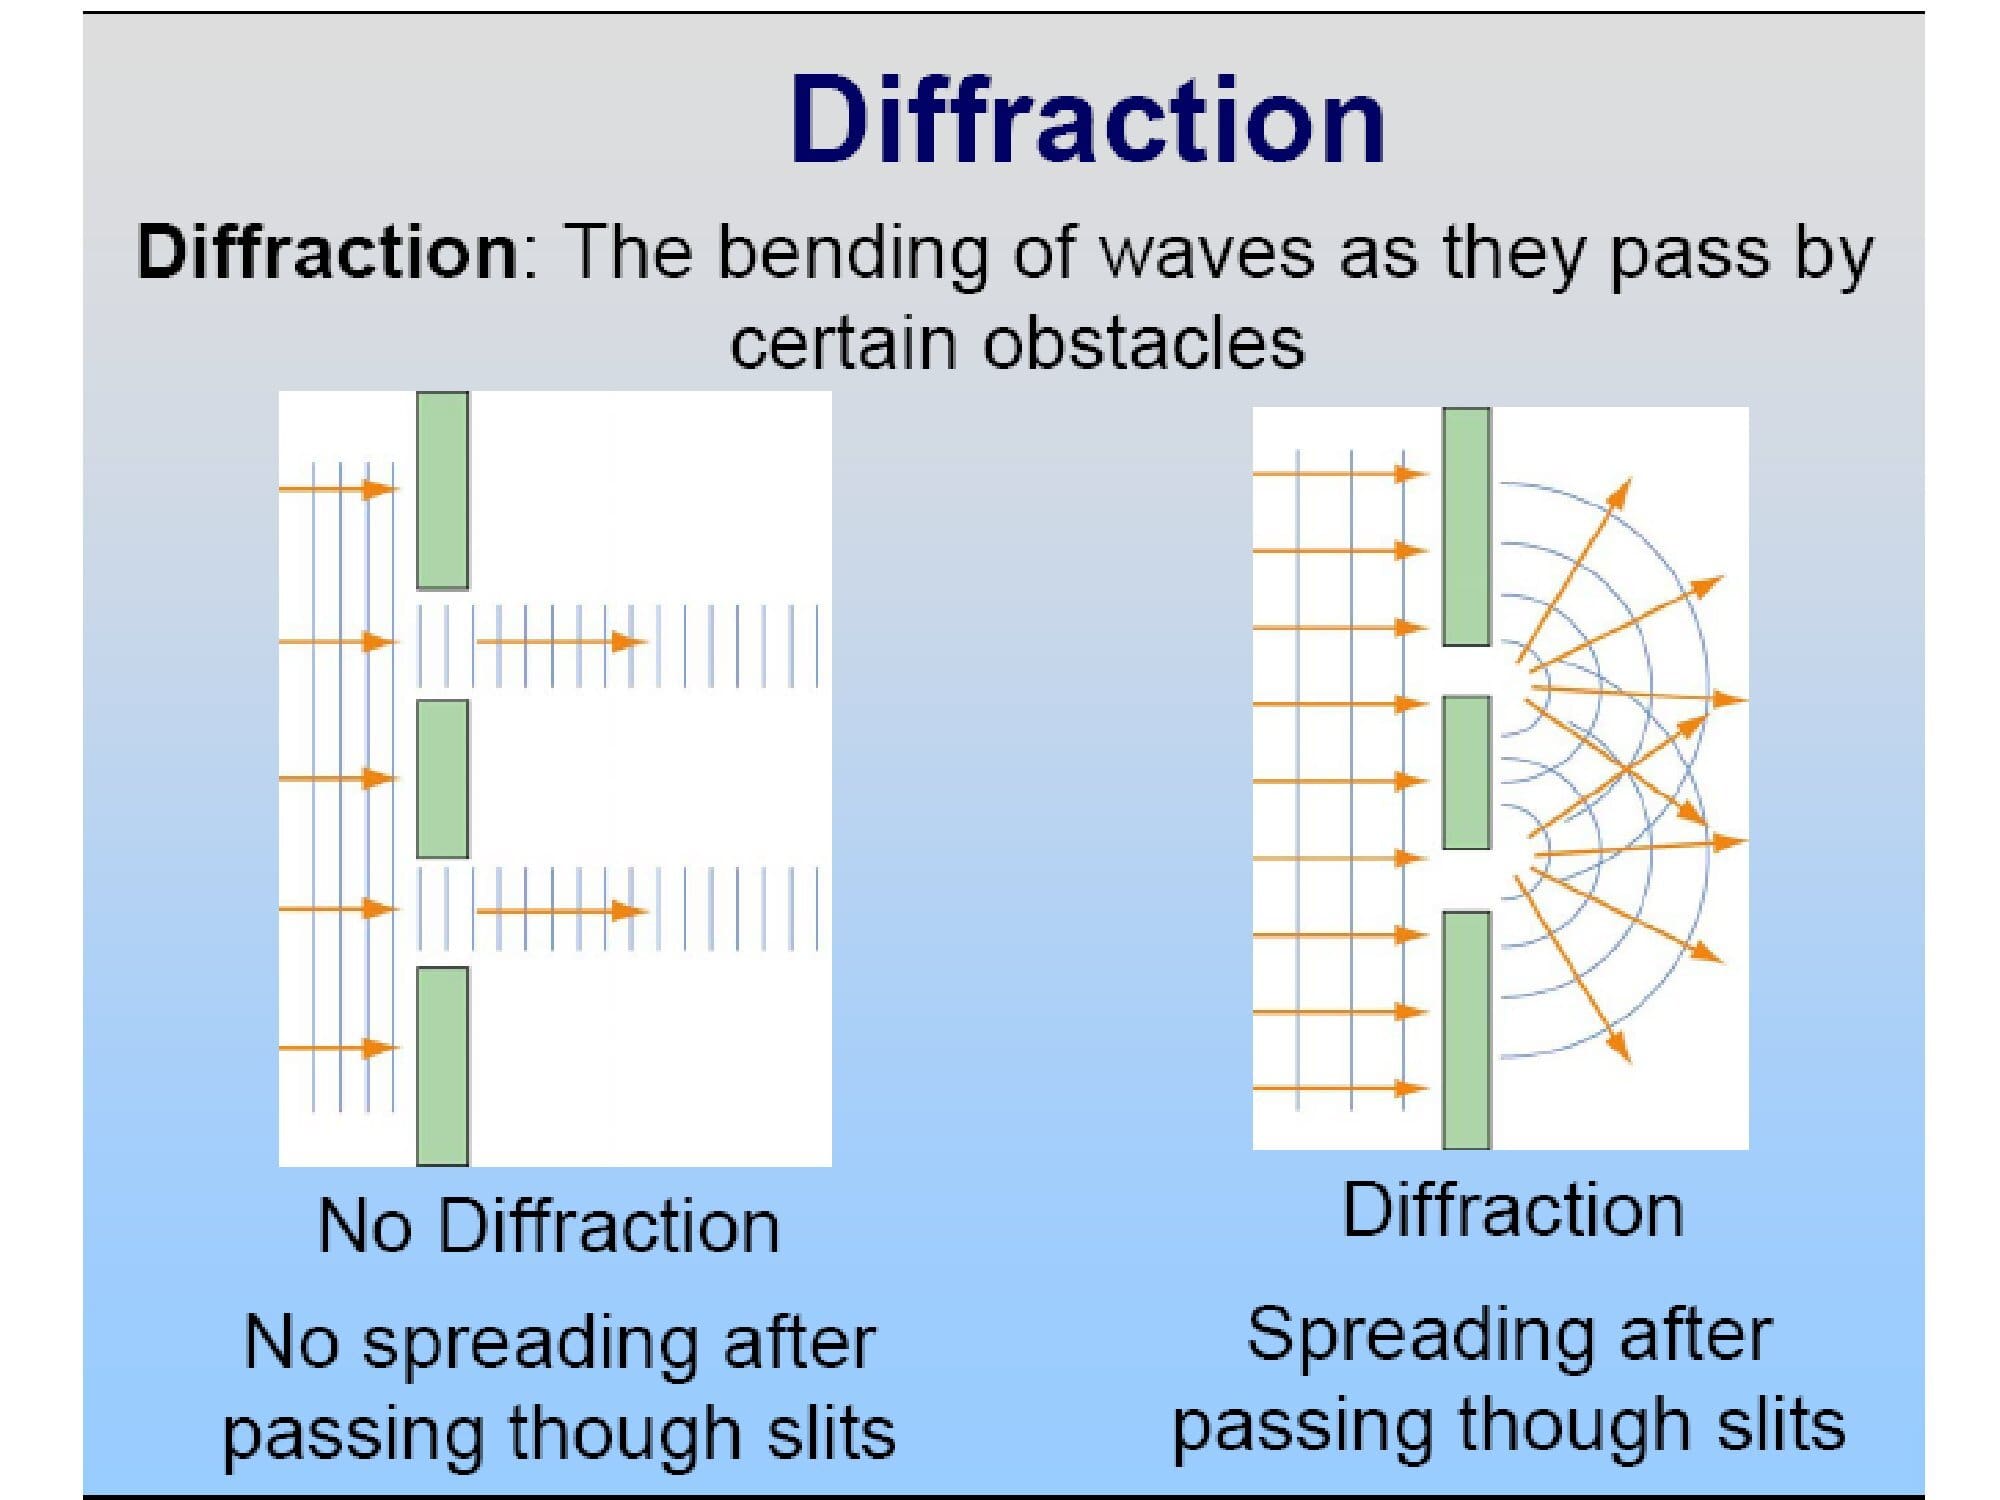 Diffraction
Diffraction: The bending of waves as they pass by
certain obstacles
No Diffraction
No spreading after
passing though slits
Diffraction
Spreading after
passing though slits